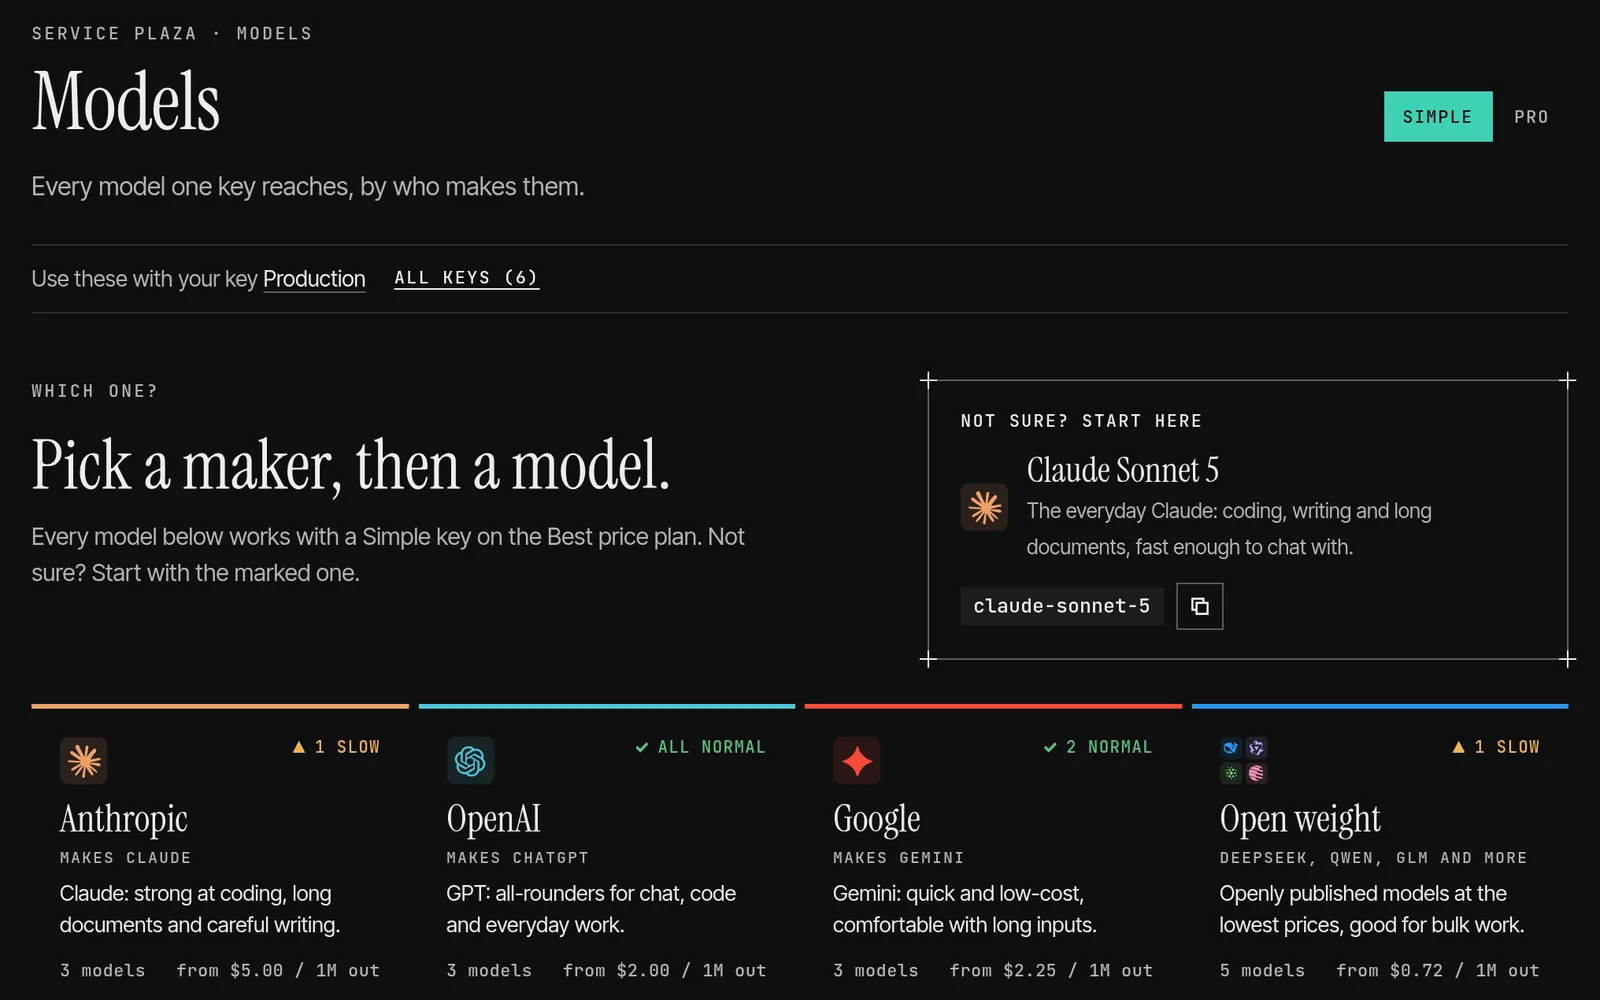 SERVICE PLAZA · MODELS
Models
SIMPLE
PRO
Every model one key reaches, by who makes them.
Use these with your key Production
ALL KEYS (6)
WHICH ONE?
Pick a maker, then a model.
Every model below works with a Simple key on the Best price plan. Not
sure? Start with the marked one.
NOT SURE? START HERE
Claude Sonnet 5
The everyday Claude: coding, writing and long
documents, fast enough to chat with.
claude-sonnet-5
▲ 1 SLOW
Anthropic
MAKES CLAUDE
Claude: strong at coding, long
documents and careful writing.
3 models from $5.00 / 1M out
✓ ALL NORMAL
OpenAI
MAKES CHATGPT
GPT: all-rounders for chat, code
and everyday work.
3 models from $2.00 / 1M out
✓ 2 NORMAL
Google
MAKES GEMINI
Gemini: quick and low-cost,
comfortable with long inputs.
3 models from $2.25 / 1M out
▲ 1 SLOW
Open weight
DEEPSEEK, QWEN, GLM AND MORE
Openly published models at the
lowest prices, good for bulk work.
5 models from $0.72 / 1M out